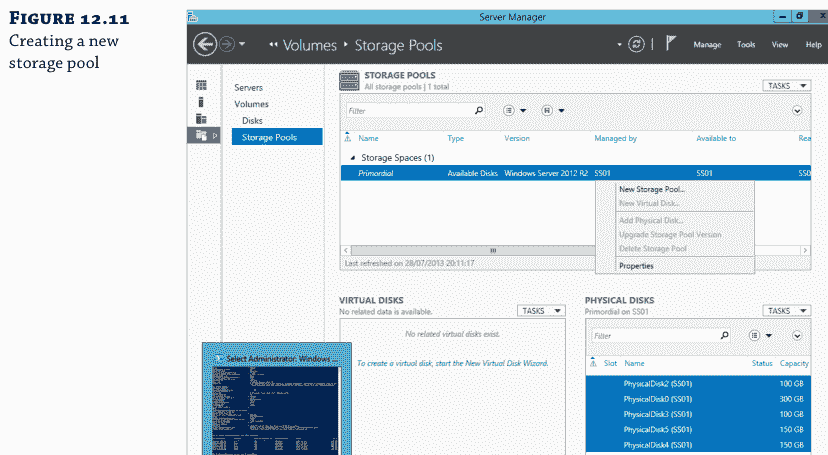 FIGURE 12.11
Creating a new
storage pool
Server Manager
Volumes
Storage Pools
Manage
Tools
View
Help
Servers
Volumes
Disks
Storage Pools
STORAGE POOLS
All storage pools | 1 total
TASKS
Filter
Name
Type
Version
Managed by
Available to
Rea
Storage Spaces (1)
Primordial
Available Disks
Windows Server 2012 R2
SS01
SS01
SS0
New Storage Pool...
New Virtual Disk...
Add Physical Disk...
Upgrade Storage Pool Version
Delete Storage Pool
Properties
Last refreshed on 28/07/2013 20:11:17
VIRTUAL DISKS
No related data is available.
TASKS
No related virtual disks exist.
To create a virtual disk, start the New Virtual Disk Wizard.
PHYSICAL DISKS
Primordial on SS01
TASKS
Filter
Slot
Name
Status
Capacity
PhysicalDisk2 (SS01)
100 GB
PhysicalDisk0 (SS01)
300 GB
PhysicalDisk3 (SS01)
100 GB
PhysicalDisk5 (SS01)
150 GB
PhysicalDisk4 (SS01)
150 GB
Select Administrator: Windows ...